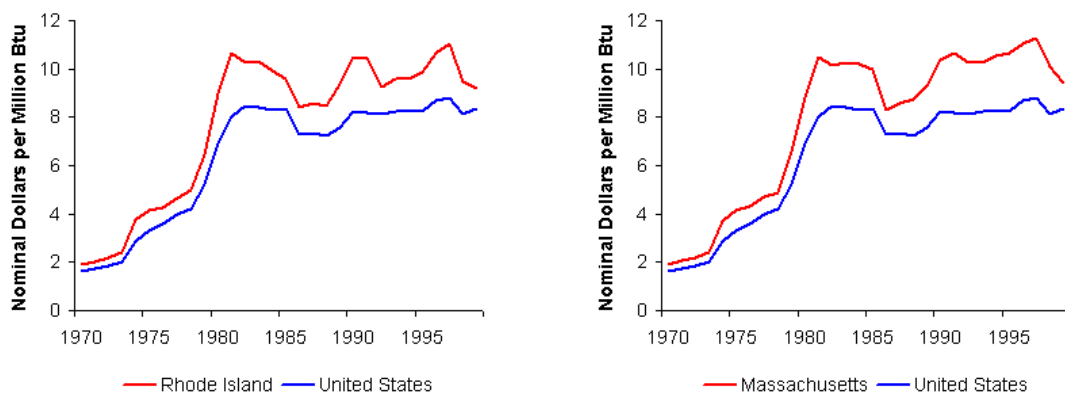 Nominal Dollars per Million Btu
12
10
8
6
4
2
0
1970 1975 1980 1985 1990 1995
Rhode Island United States
Nominal Dollars per Million Btu
12
10
8
6
4
2
0
1970 1975 1980 1985 1990 1995
Massachusetts United States